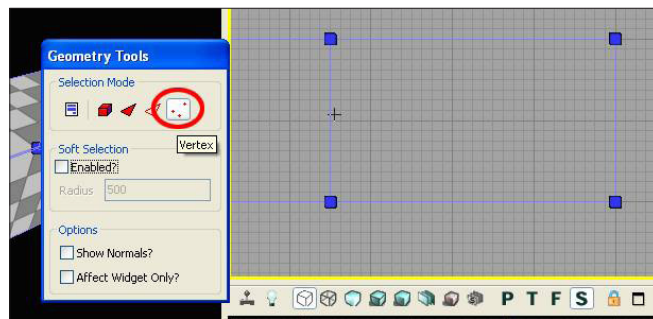 Geometry Tools
Selection Mode
Vertex
Soft Selection
Enabled?
Radius 500
Options
Show Normals?
Affect Widget Only?
P T F S